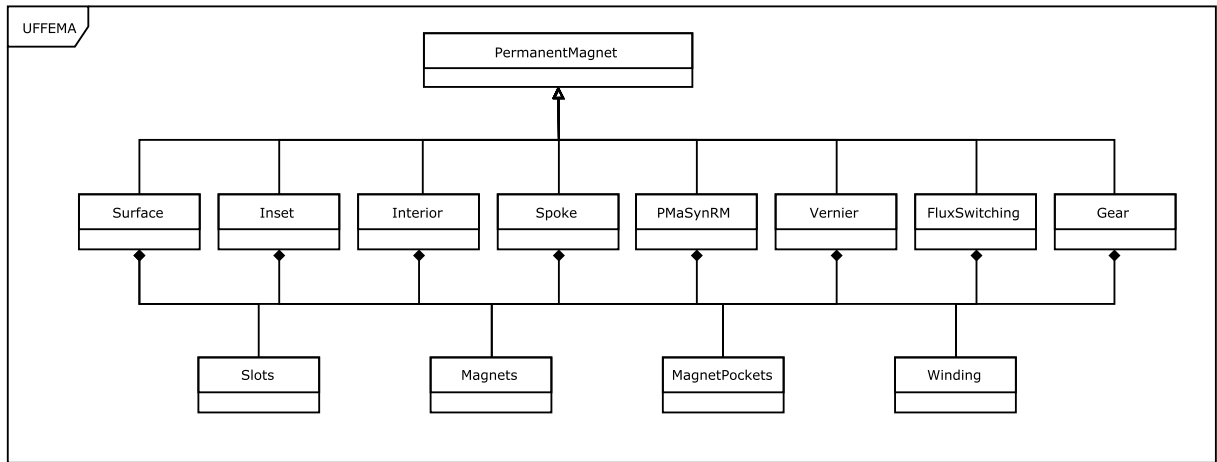 UFFEMA
PermanentMagnet
Surface
Inset
Interior
Spoke
PMaSynRM
Vernier
FluxSwitching
Gear
Slots
Magnets
MagnetPockets
Winding